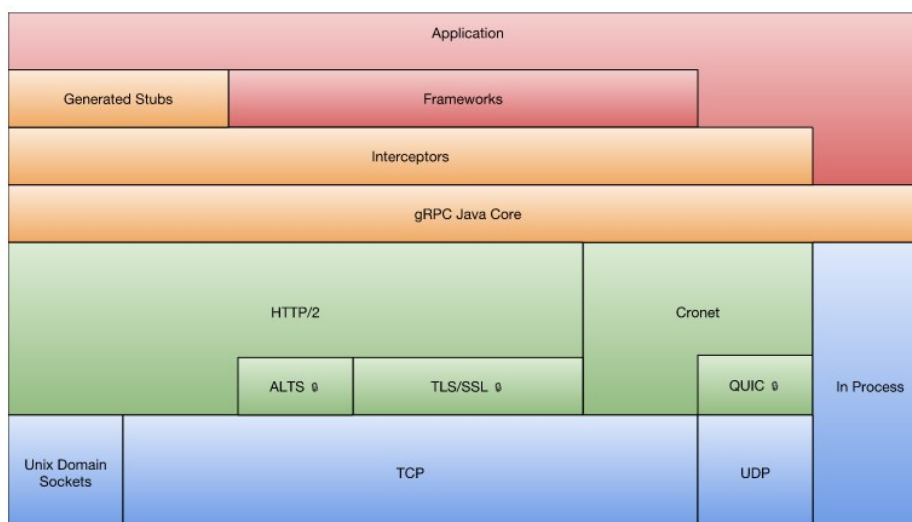 Application
Generated Stubs
Frameworks
Interceptors
gRPC Java Core
HTTP/2
Cronet
ALTS
TLS/SSL
QUIC
In Process
Unix Domain
Sockets
TCP
UDP